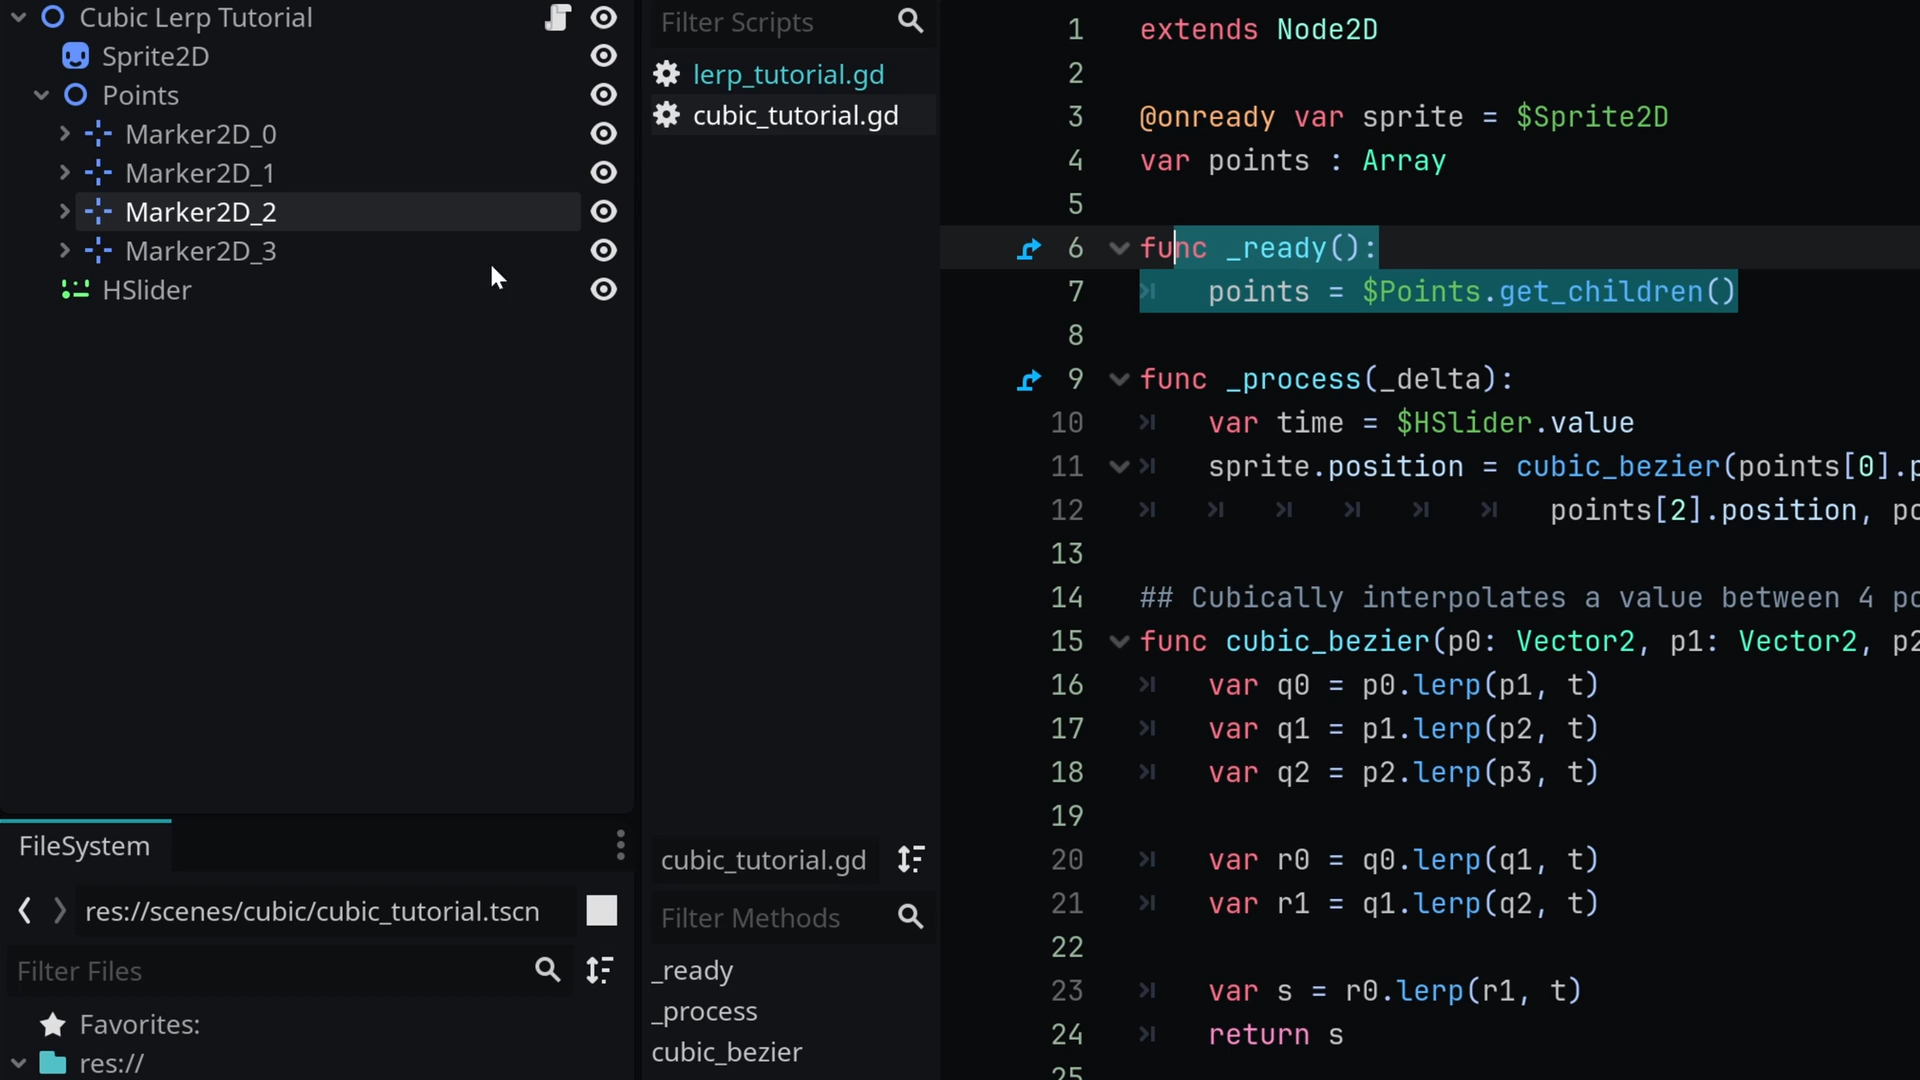 Cubic Lerp Tutorial
Sprite2D
Points
Marker2D_0
Marker2D_1
Marker2D_2
Marker2D_3
HSlider
FileSystem
res://scenes/cubic/cubic_tutorial.tscn
Filter Files
Favorites:
res://
Filter Scripts
lerp_tutorial.gd
cubic_tutorial.gd
cubic_tutorial.gd
Filter Methods
_ready
_process
cubic_bezier
1 extends Node2D
2
3 @onready var sprite = $Sprite2D
4 var points : Array
5
6 func _ready():
7 points = $Points.get_children()
8
9 func _process(_delta):
10 var time = $HSlider.value
11 sprite.position = cubic_bezier(points[0].p
12 points[2].position, po
13
14 ## Cubically interpolates a value between 4 po
15 func cubic_bezier(p0: Vector2, p1: Vector2, p2
16 var q0 = p0.lerp(p1, t)
17 var q1 = p1.lerp(p2, t)
18 var q2 = p2.lerp(p3, t)
19
20 var r0 = q0.lerp(q1, t)
21 var r1 = q1.lerp(q2, t)
22
23 var s = r0.lerp(r1, t)
24 return s
25